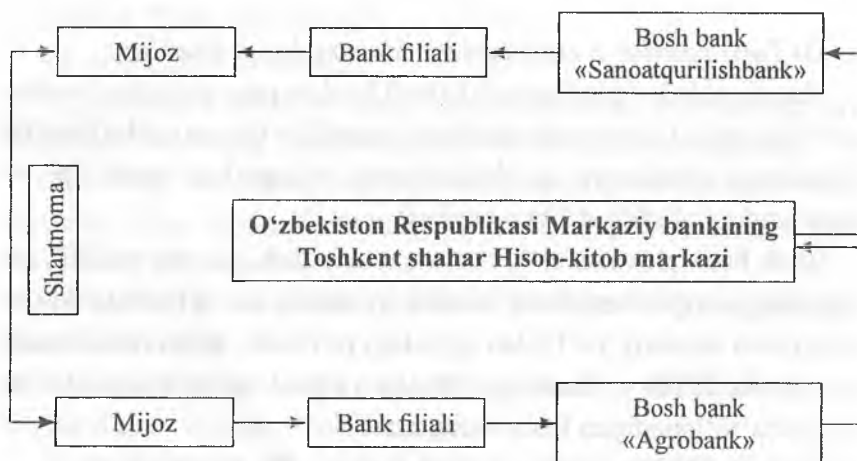 Mijoz
Bank filiali
Bosh bank
«Sanoatqurilishbank»
Shartnoma
O‘zbekiston Respublikasi Markaziy bankining
Toshkent shahar Hisob-kitob markazi
Mijoz
Bank filiali
Bosh bank
«Agrobank»